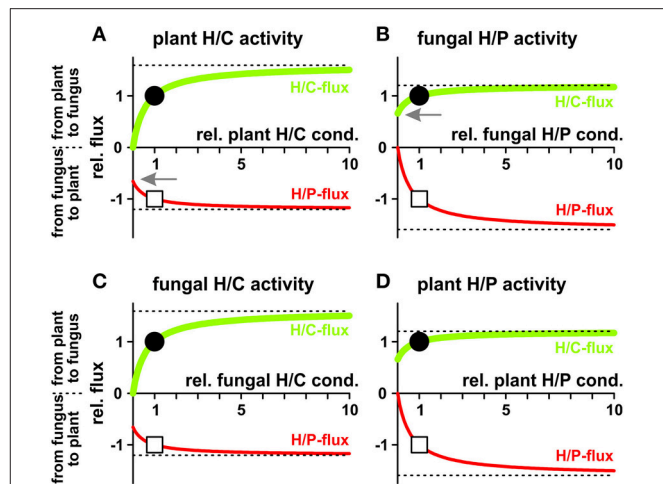 A plant H/C activity
B fungal H/P activity
from plant to fungus
from fungus to plant
rel. flux
1
0
-1
H/C-flux
rel. plant H/C cond.
1 5 10
H/P-flux
1
0
-1
H/C-flux
rel. fungal H/P cond.
1 5 10
H/P-flux
C fungal H/C activity
D plant H/P activity
from plant to fungus
from fungus to plant
rel. flux
1
0
-1
H/C-flux
rel. fungal H/C cond.
1 5 10
H/P-flux
1
0
-1
H/C-flux
rel. plant H/P cond.
1 5 10
H/P-flux